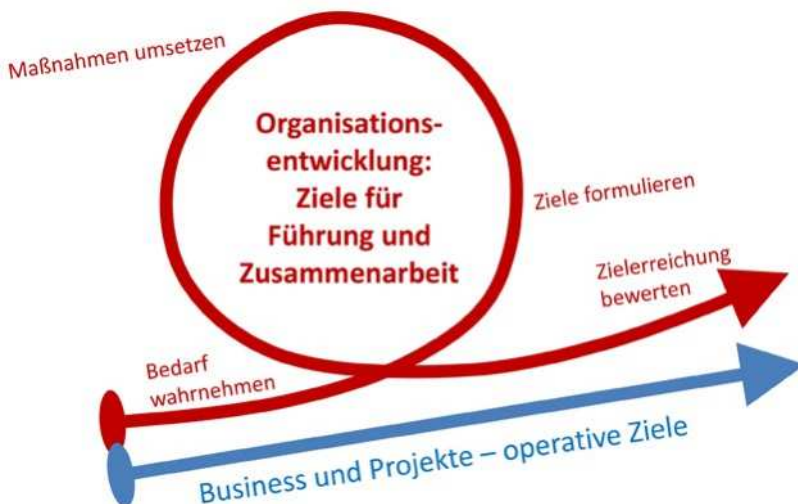 Maßnahmen umsetzen
Organisations-
entwicklung:
Ziele für
Führung und
Zusammenarbeit
Ziele formulieren
Zielerreichung
bewerten
Bedarf
wahrnehmen
Business und Projekte – operative Ziele